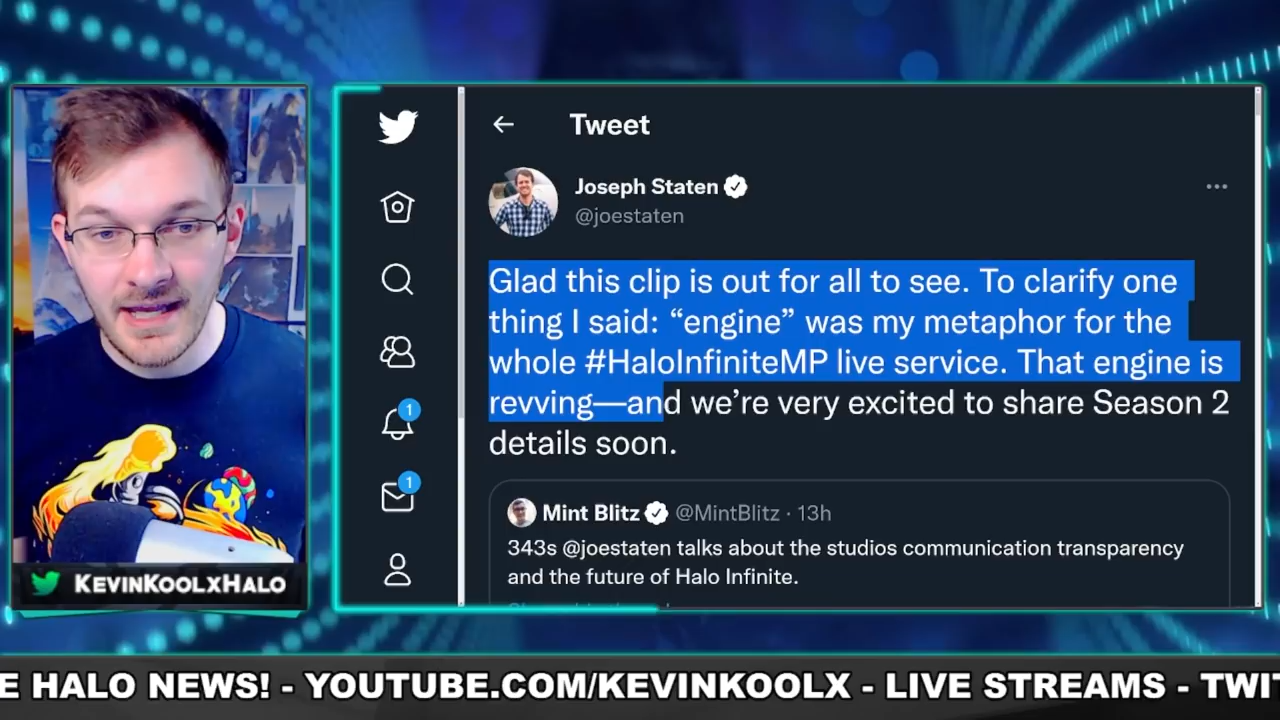 Tweet
Joseph Staten
@joestaten
Glad this clip is out for all to see. To clarify one
thing I said: “engine” was my metaphor for the
whole #HaloInfiniteMP live service. That engine is
revving—and we’re very excited to share Season 2
details soon.
1
1
Mint Blitz @MintBlitz · 13h
343s @joestaten talks about the studios communication transparency
and the future of Halo Infinite.
KEVINKOOLXHALO
E HALO NEWS! - YOUTUBE.COM/KEVINKOOLX - LIVE STREAMS - TWIT